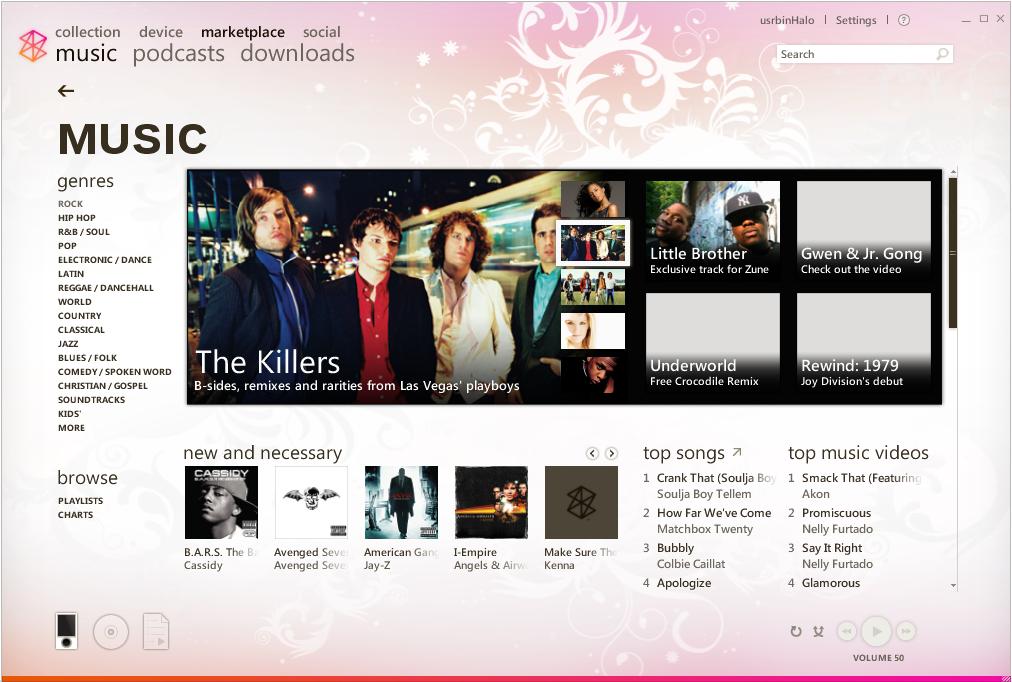 usrbinHalo | Settings | ?
collection device marketplace social
music podcasts downloads
Search
MUSIC
genres
ROCK
HIP HOP
R&B / SOUL
POP
ELECTRONIC / DANCE
LATIN
REGGAE / DANCEHALL
WORLD
COUNTRY
CLASSICAL
JAZZ
BLUES / FOLK
COMEDY / SPOKEN WORD
CHRISTIAN / GOSPEL
SOUNDTRACKS
KIDS'
MORE
browse
PLAYLISTS
CHARTS
The Killers
B-sides, remixes and rarities from Las Vegas' playboys
Little Brother
Exclusive track for Zune
Gwen & Jr. Gong
Check out the video
Underworld
Free Crocodile Remix
Rewind: 1979
Joy Division's debut
new and necessary
CASSIDY
B.A.R.S. The Ba
Cassidy
Avenged Seve
Avenged Seve
American Gang
Jay-Z
I-Empire
Angels & Airw
Make Sure The
Kenna
top songs
1 Crank That (Soulja Boy
Soulja Boy Tellem
2 How Far We've Come
Matchbox Twenty
3 Bubbly
Colbie Caillat
4 Apologize
top music videos
1 Smack That (Featuring
Akon
2 Promiscuous
Nelly Furtado
3 Say It Right
Nelly Furtado
4 Glamorous
VOLUME 50